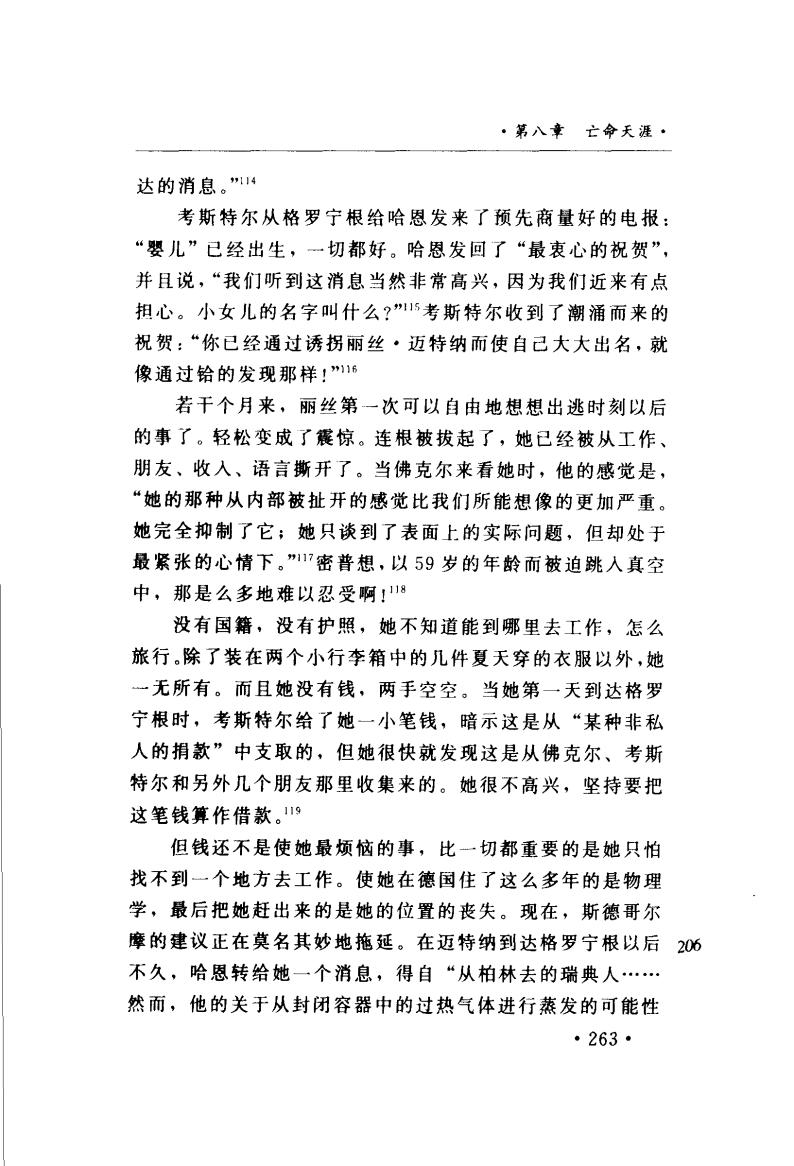 ·第八章 亡命天涯·
达的消息。”114
考斯特尔从格罗宁根给哈恩发来了预先商量好的电报：
“婴儿”已经出生，一切都好。哈恩发回了“最衷心的祝贺”，
并且说，“我们听到这消息当然非常高兴，因为我们近来有点
担心。小女儿的名字叫什么?”115考斯特尔收到了潮涌而来的
祝贺：“你已经通过诱拐丽丝·迈特纳而使自己大大出名，就
像通过铪的发现那样！”116
若干个月来，丽丝第一次可以自由地想想出逃时刻以后
的事了。轻松变成了震惊。连根被拔起了，她已经被从工作、
朋友、收入、语言撕开了。当佛克尔来看她时，他的感觉是，
“她的那种从内部被扯开的感觉比我们所能想像的更加严重。
她完全抑制了它；她只谈到了表面上的实际问题，但却处于
最紧张的心情下。”117密普想，以 59 岁的年龄而被迫跳入真空
中，那是么多地难以忍受啊！118
没有国籍，没有护照，她不知道能到哪里去工作，怎么
旅行。除了装在两个小行李箱中的几件夏天穿的衣服以外，她
一无所有。而且她没有钱，两手空空。当她第一天到达格罗
宁根时，考斯特尔给了她一小笔钱，暗示这是从“某种非私
人的捐款”中支取的，但她很快就发现这是从佛克尔、考斯
特尔和另外几个朋友那里收集来的。她很不高兴，坚持要把
这笔钱算作借款。119
但钱还不是使她最烦恼的事，比一切都重要的是她只怕
找不到一个地方去工作。使她在德国住了这么多年的是物理
学，最后把她赶出来的是她的位置的丧失。现在，斯德哥尔
摩的建议正在莫名其妙地拖延。在迈特纳到达格罗宁根以后 206
不久，哈恩转给她一个消息，得自“从柏林去的瑞典人……
然而，他的关于从封闭容器中的过热气体进行蒸发的可能性
·263·